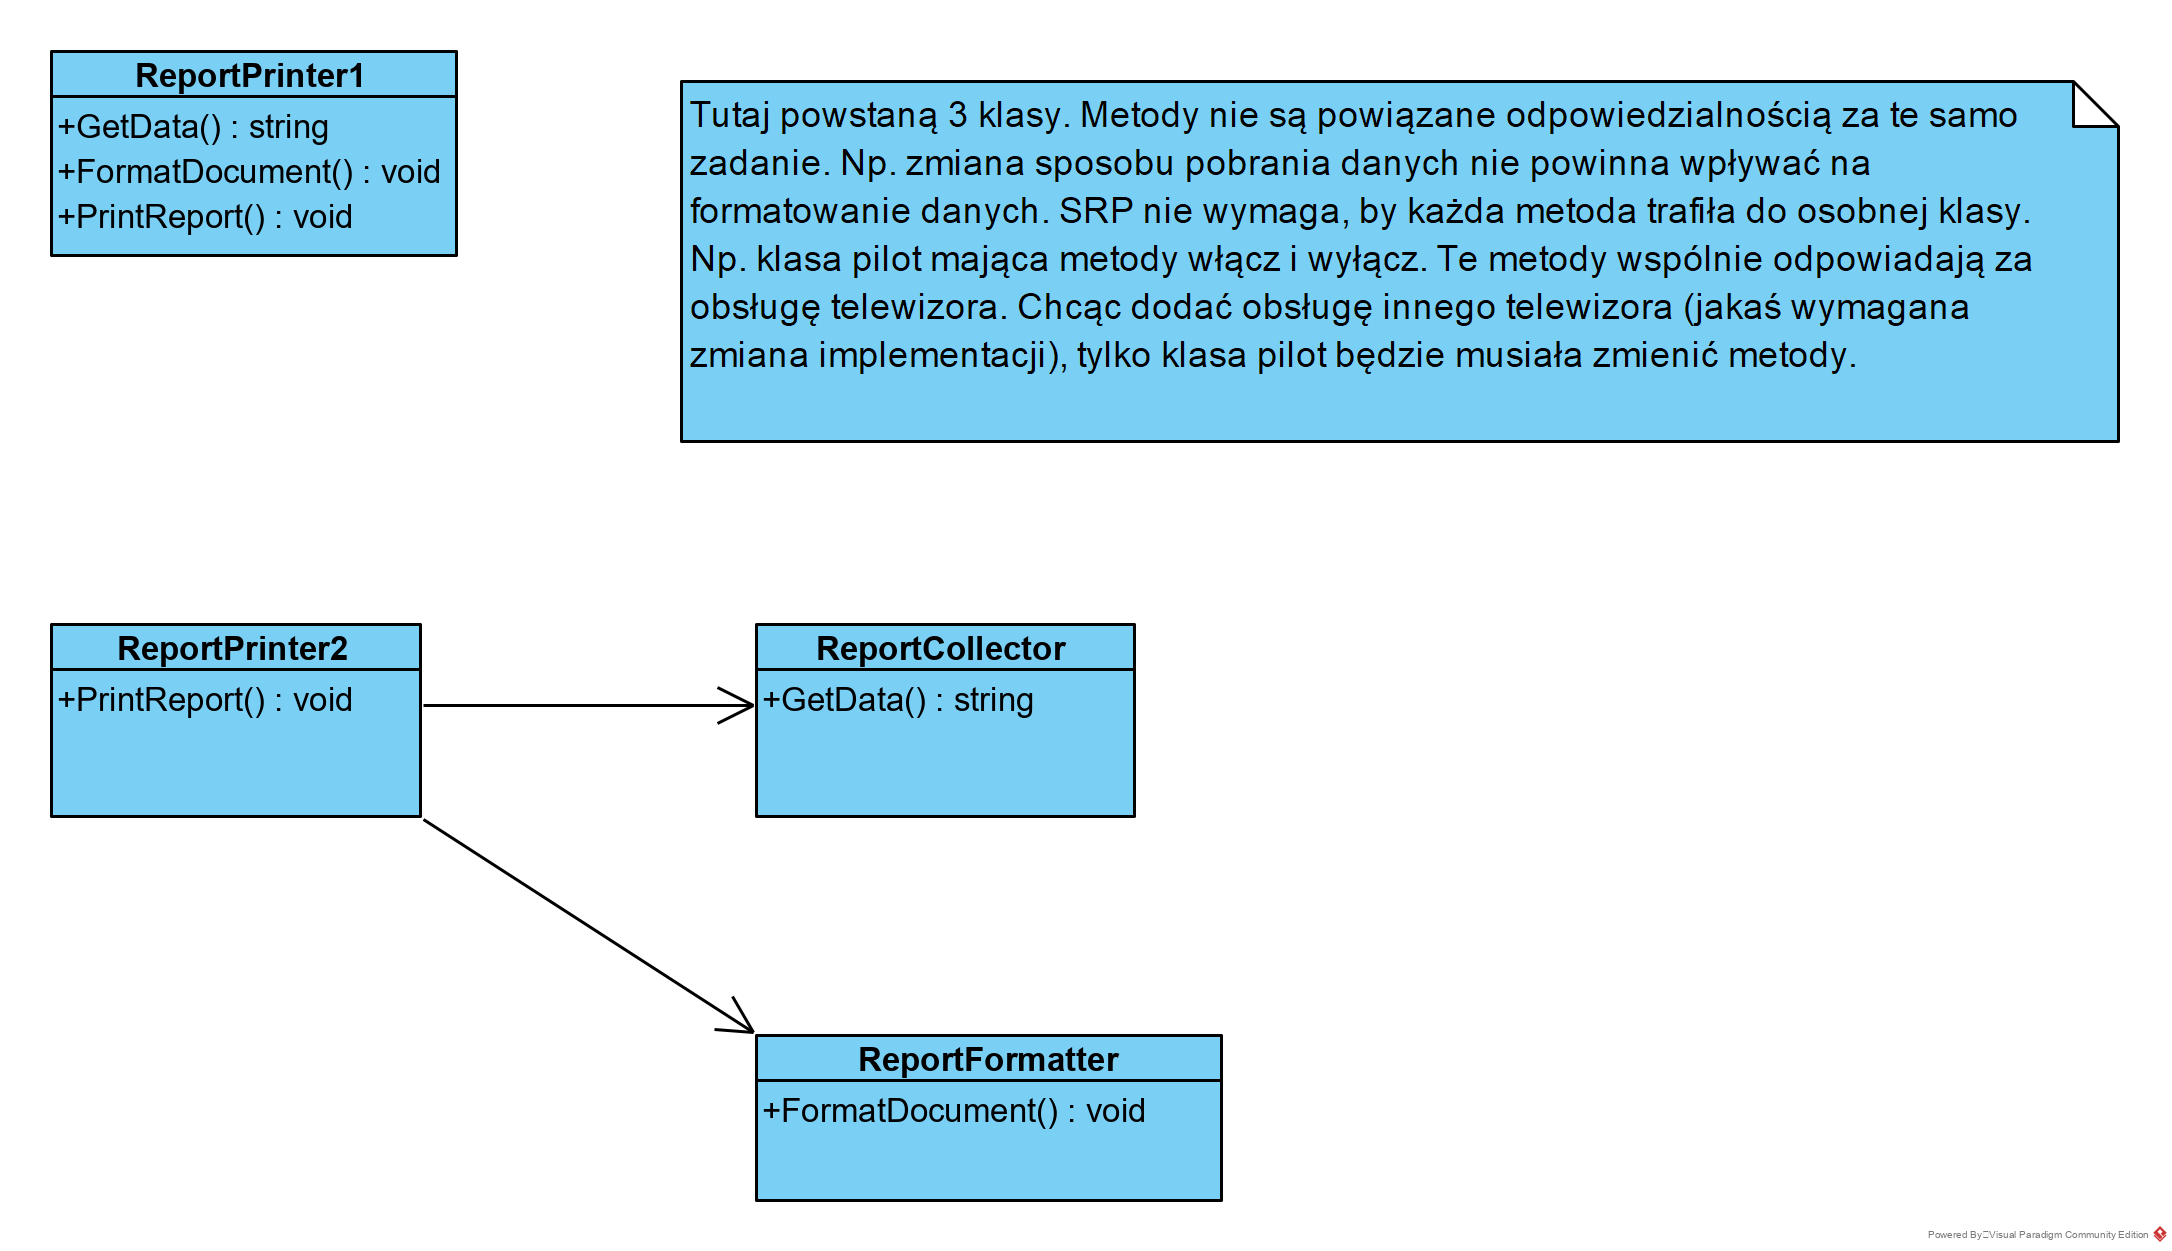 ReportPrinter1
+GetData() : string
+FormatDocument() : void
+PrintReport() : void
Tutaj powstaną 3 klasy. Metody nie są powiązane odpowiedzialnością za te samo
zadanie. Np. zmiana sposobu pobrania danych nie powinna wpływać na
formatowanie danych. SRP nie wymaga, by każda metoda trafiła do osobnej klasy.
Np. klasa pilot mająca metody włącz i wyłącz. Te metody wspólnie odpowiadają za
obsługę telewizora. Chcąc dodać obsługę innego telewizora (jakaś wymagana
zmiana implementacji), tylko klasa pilot będzie musiała zmienić metody.
ReportPrinter2
+PrintReport() : void
ReportCollector
+GetData() : string
ReportFormatter
+FormatDocument() : void
Powered By Visual Paradigm Community Edition